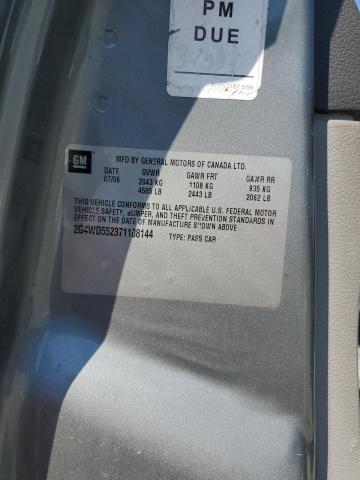 PM
DUE
GM
MFD BY GENERAL MOTORS OF CANADA LTD.
DATE GVWR GAWR FRT GAWR RR
07/06 2043 KG 1108 KG 935 KG
4505 LB 2443 LB 2062 LB
THIS VEHICLE CONFORMS TO ALL APPLICABLE U.S. FEDERAL MOTOR
VEHICLE SAFETY, BUMPER, AND THEFT PREVENTION STANDARDS IN
EFFECT ON THE DATE OF MANUFACTURE SHOWN ABOVE
2G4WD552371108144 TYPE: PASS CAR